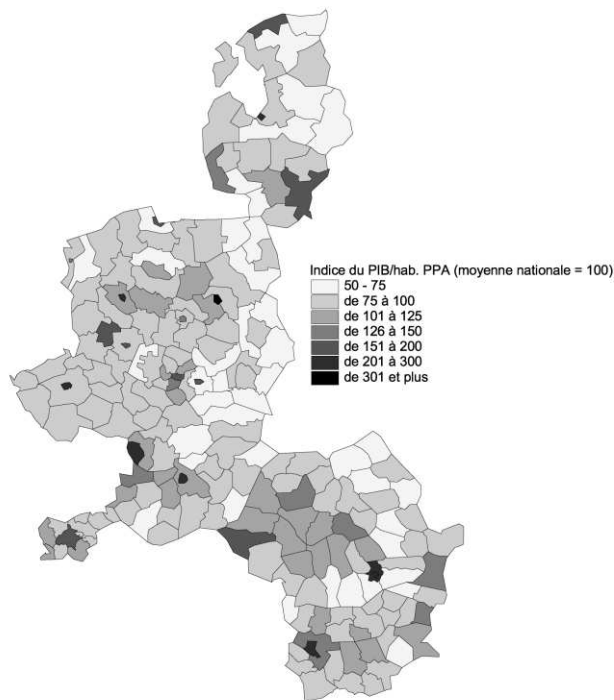 Indice du PIB/hab. PPA (moyenne nationale = 100)
50 - 75
de 75 à 100
de 101 à 125
de 126 à 150
de 151 à 200
de 201 à 300
de 301 et plus